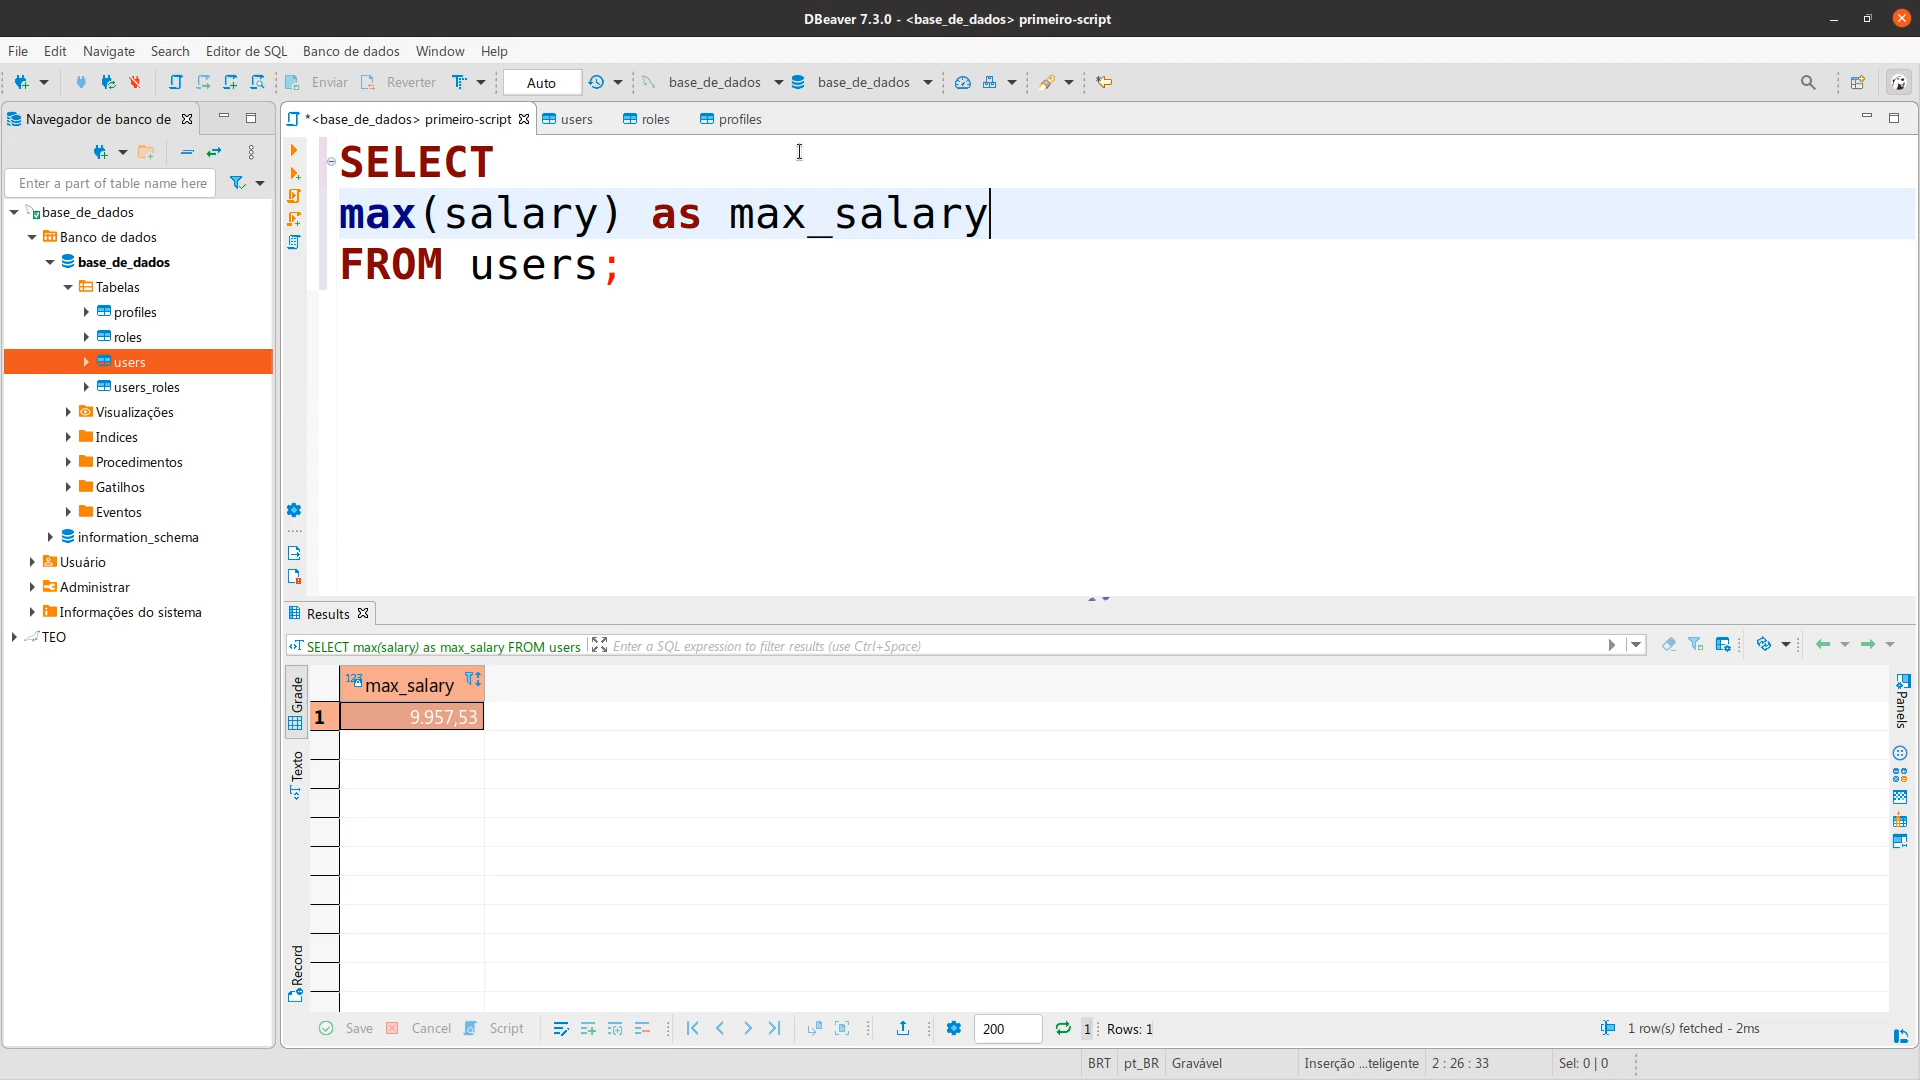 DBeaver 7.3.0 - <base_de_dados> primeiro-script
File Edit Navigate Search Editor de SQL Banco de dados Window Help
Enviar Reverter Auto base_de_dados base_de_dados
Navegador de banco de
*<base_de_dados> primeiro-script users roles profiles
Enter a part of table name here
base_de_dados
Banco de dados
base_de_dados
Tabelas
profiles
roles
users
users_roles
Visualizações
Indices
Procedimentos
Gatilhos
Eventos
information_schema
Usuário
Administrar
Informações do sistema
TEO
SELECT
max(salary) as max_salary
FROM users;
Results
SELECT max(salary) as max_salary FROM users Enter a SQL expression to filter results (use Ctrl+Space)
Grade
Texto
Record
123 max_salary
1 9.957,53
Panels
Save Cancel Script 200 1 Rows: 1 1 row(s) fetched - 2ms
BRT pt_BR Gravável Inserção ...teligente 2 : 26 : 33 Sel: 0 | 0